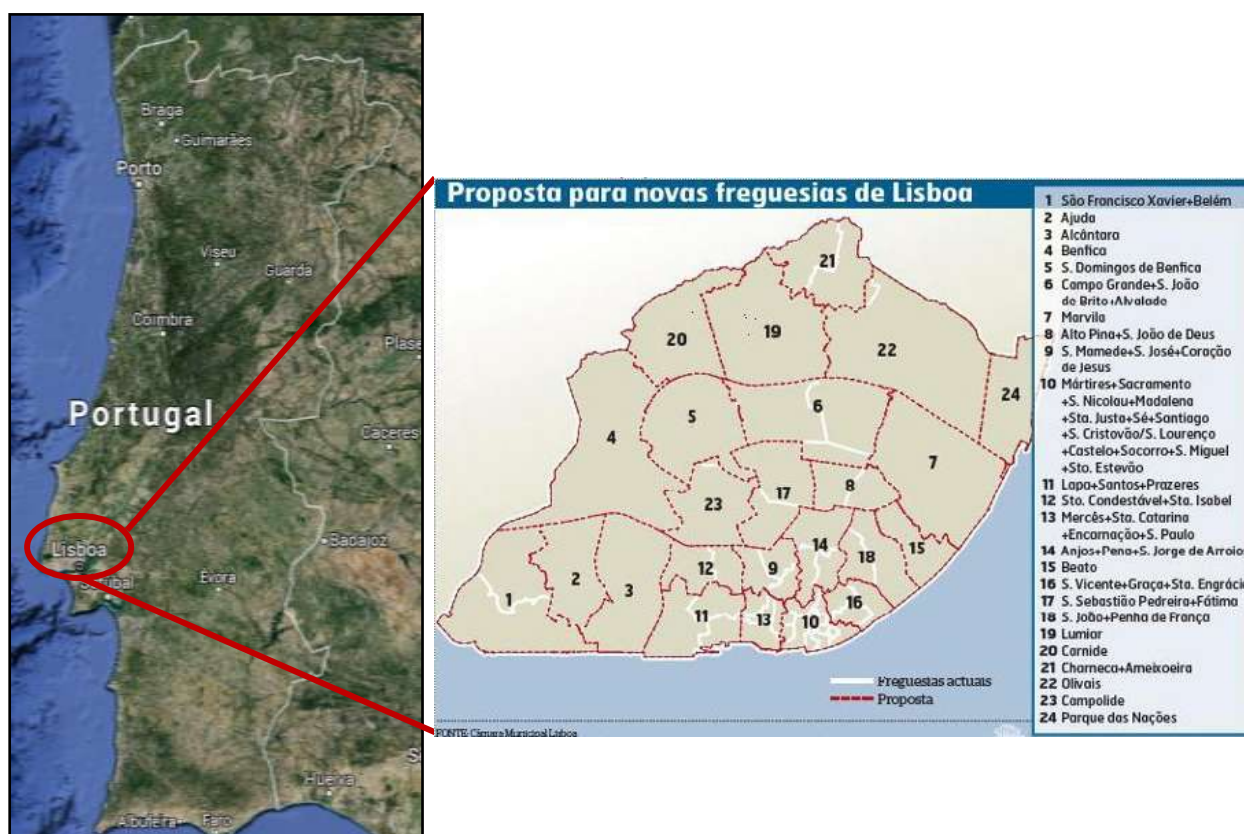 Braga
Guimarães
Porto
Viseu
Guarda
Coimbra
Plase
Portugal
Caceres
Lisboa
Badajoz
Setúbal
Évora
Huelva
Albufeira
Faro
Proposta para novas freguesias de Lisboa
21
20
19
22
24
5
6
4
7
8
23
17
14
15
18
12
9
2
3
1
16
11
13
10
Freguesias actuais
Proposta
FONTE: Câmara Municipal Lisboa
1 São Francisco Xavier+Belém
2 Ajuda
3 Alcântara
4 Benfica
5 S. Domingos de Benfica
6 Campo Grande+S. João
de Brito+Alvalade
7 Marvila
8 Alto Pina+S. João de Deus
9 S. Mamede+S. José+Coração
de Jesus
10 Mártires+Sacramento
+S. Nicolau+Madalena
+Sta. Justa+Sé+Santiago
+S. Cristovão/S. Lourenço
+Castelo+Socorro+S. Miguel
+Sto. Estevão
11 Lapa+Santos+Prazeres
12 Sto. Condestável+Sta. Isabel
13 Mercês+Sta. Catarina
+Encarnação+S. Paulo
14 Anjos+Pena+S. Jorge de Arroio
15 Beato
16 S. Vicente+Graça+Sta. Engrácia
17 S. Sebastião Pedreira+Fátima
18 S. João+Penha de França
19 Lumiar
20 Carnide
21 Charneca+Ameixoeira
22 Olivais
23 Campolide
24 Parque das Nações